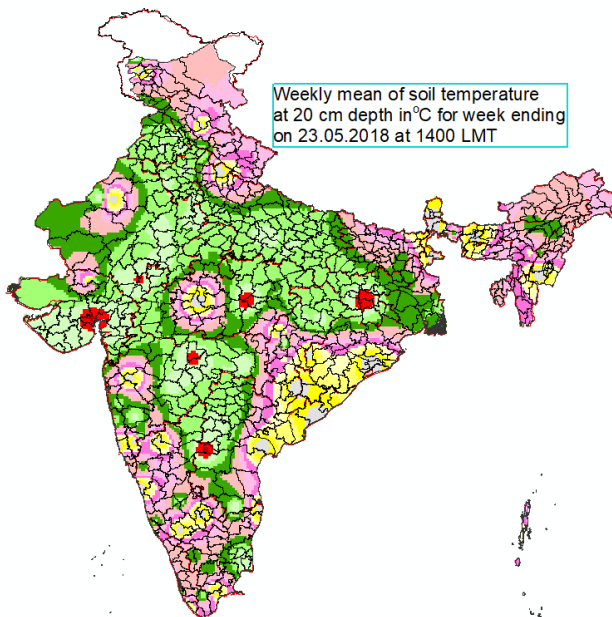 Weekly mean of soil temperature
at 20 cm depth in°C for week ending
on 23.05.2018 at 1400 LMT